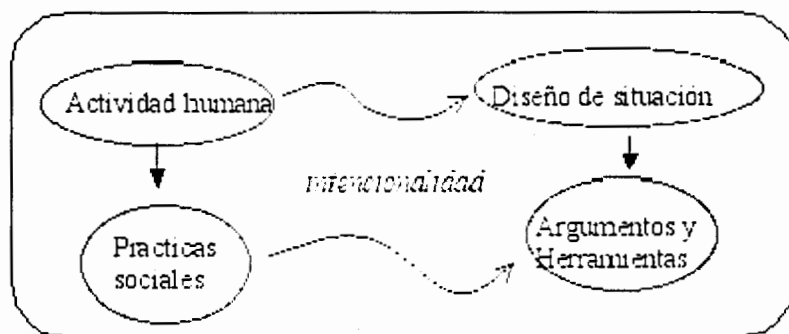 Actividad humana
Diseño de situación
intencionalidad
Practicas
sociales
Argumentos y
Herramientas